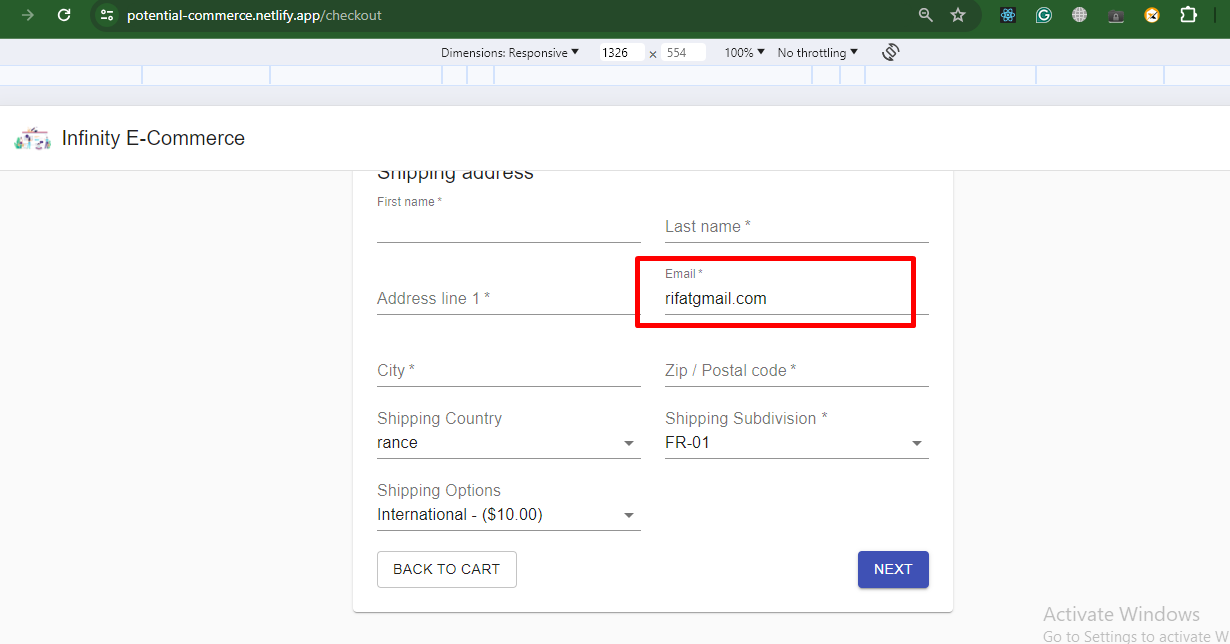 potential-commerce.netlify.app/checkout
Dimensions: Responsive 1326 × 554 100% No throttling
Infinity E-Commerce
Shipping address
First name *
Last name *
Email *
Address line 1 *
rifatgmail.com
City *
Zip / Postal code *
Shipping Country
Shipping Subdivision *
rance
FR-01
Shipping Options
International - ($10.00)
BACK TO CART
NEXT
Activate Windows
Go to Settings to activate W